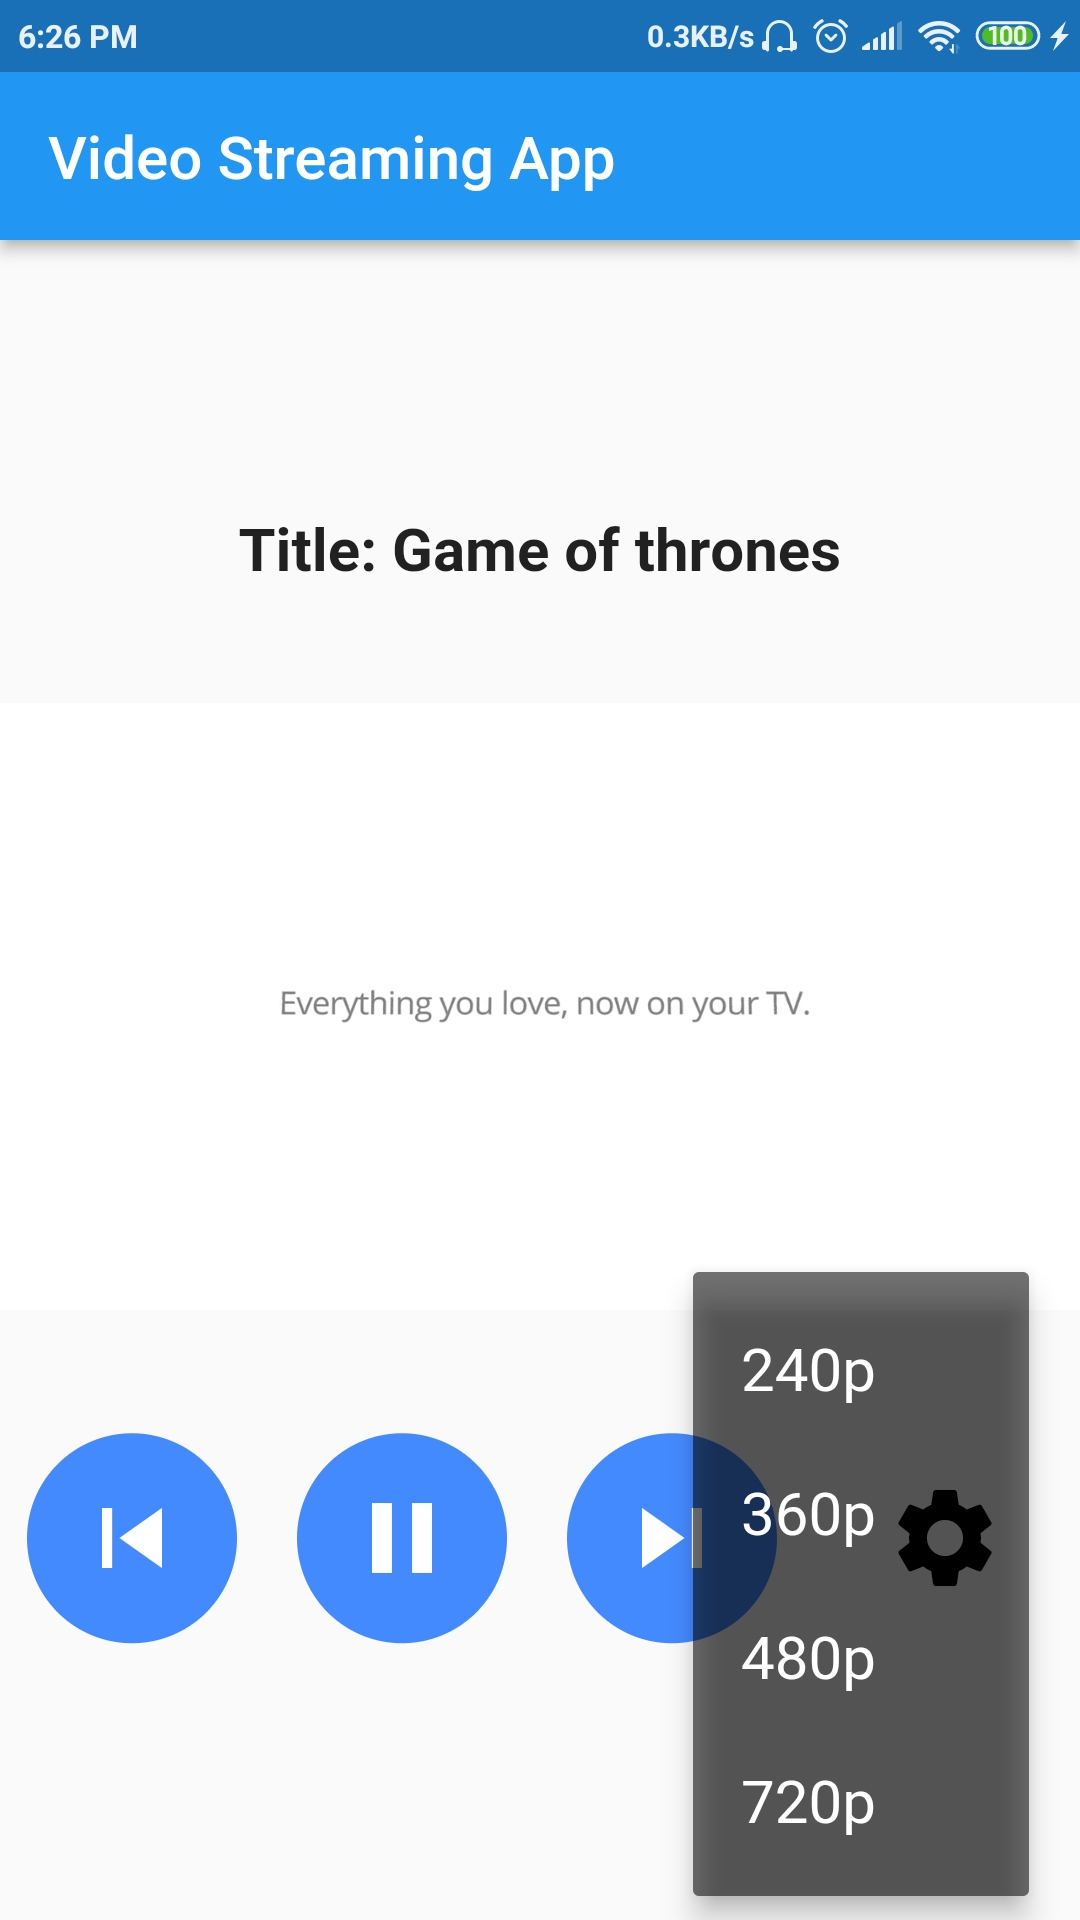 6:26 PM 0.3KB/s 100
Video Streaming App
Title: Game of thrones
Everything you love, now on your TV.
240p
360p
480p
720p